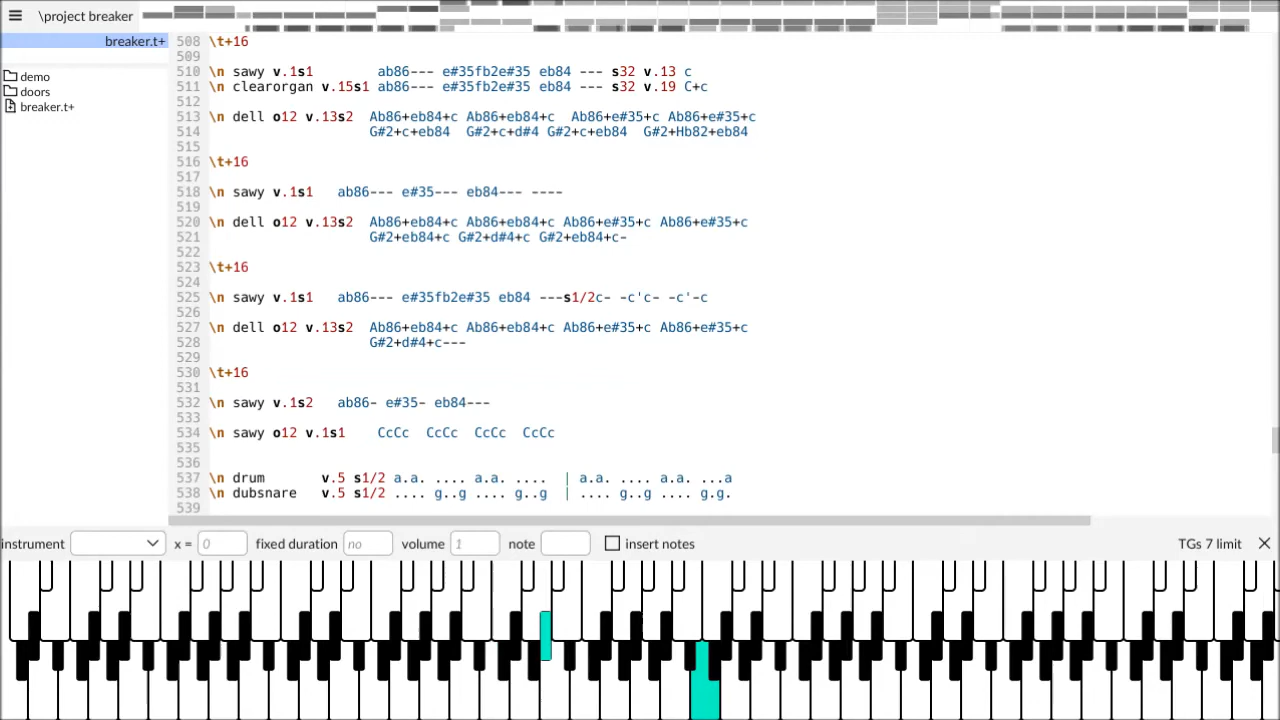 \project breaker
breaker.t+
demo
doors
breaker.t+
508 \t+16
509
510 \n sawy v.1s1 ab86--- e#35fb2e#35 eb84 --- s32 v.13 c
511 \n clearorgan v.15s1 ab86--- e#35fb2e#35 eb84 --- s32 v.19 C+c
512
513 \n dell o12 v.13s2 Ab86+eb84+c Ab86+eb84+c Ab86+e#35+c Ab86+e#35+c
514 G#2+c+eb84 G#2+c+d#4 G#2+c+eb84 G#2+Hb82+eb84
515
516 \t+16
517
518 \n sawy v.1s1 ab86--- e#35--- eb84--- ----
519
520 \n dell o12 v.13s2 Ab86+eb84+c Ab86+eb84+c Ab86+e#35+c Ab86+e#35+c
521 G#2+eb84+c G#2+d#4+c G#2+eb84+c-
522
523 \t+16
524
525 \n sawy v.1s1 ab86--- e#35fb2e#35 eb84 ---s1/2c- -c'c- -c'-c
526
527 \n dell o12 v.13s2 Ab86+eb84+c Ab86+eb84+c Ab86+e#35+c Ab86+e#35+c
528 G#2+d#4+c---
529
530 \t+16
531
532 \n sawy v.1s2 ab86- e#35- eb84---
533
534 \n sawy o12 v.1s1 CcCc CcCc CcCc CcCc
535
536
537 \n drum v.5 s1/2 a.a. .... a.a. .... | a.a. .... a.a. ...a
538 \n dubsnare v.5 s1/2 .... g..g .... g..g | .... g..g .... g.g.
539
instrument x = 0 fixed duration no volume 1 note insert notes TGs 7 limit